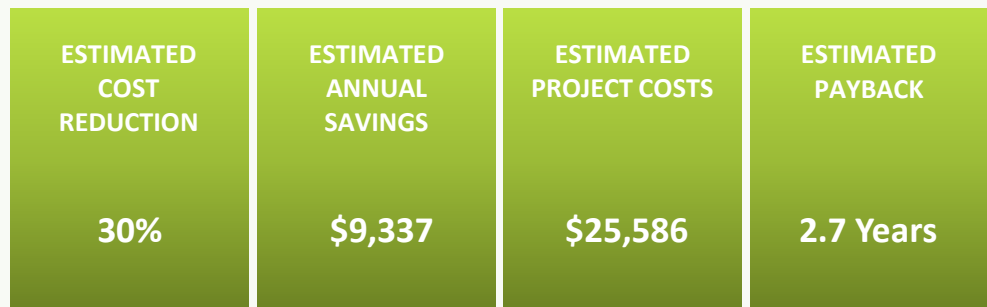 ESTIMATED
COST
REDUCTION
30%
ESTIMATED
ANNUAL
SAVINGS
$9,337
ESTIMATED
PROJECT COSTS
$25,586
ESTIMATED
PAYBACK
2.7 Years